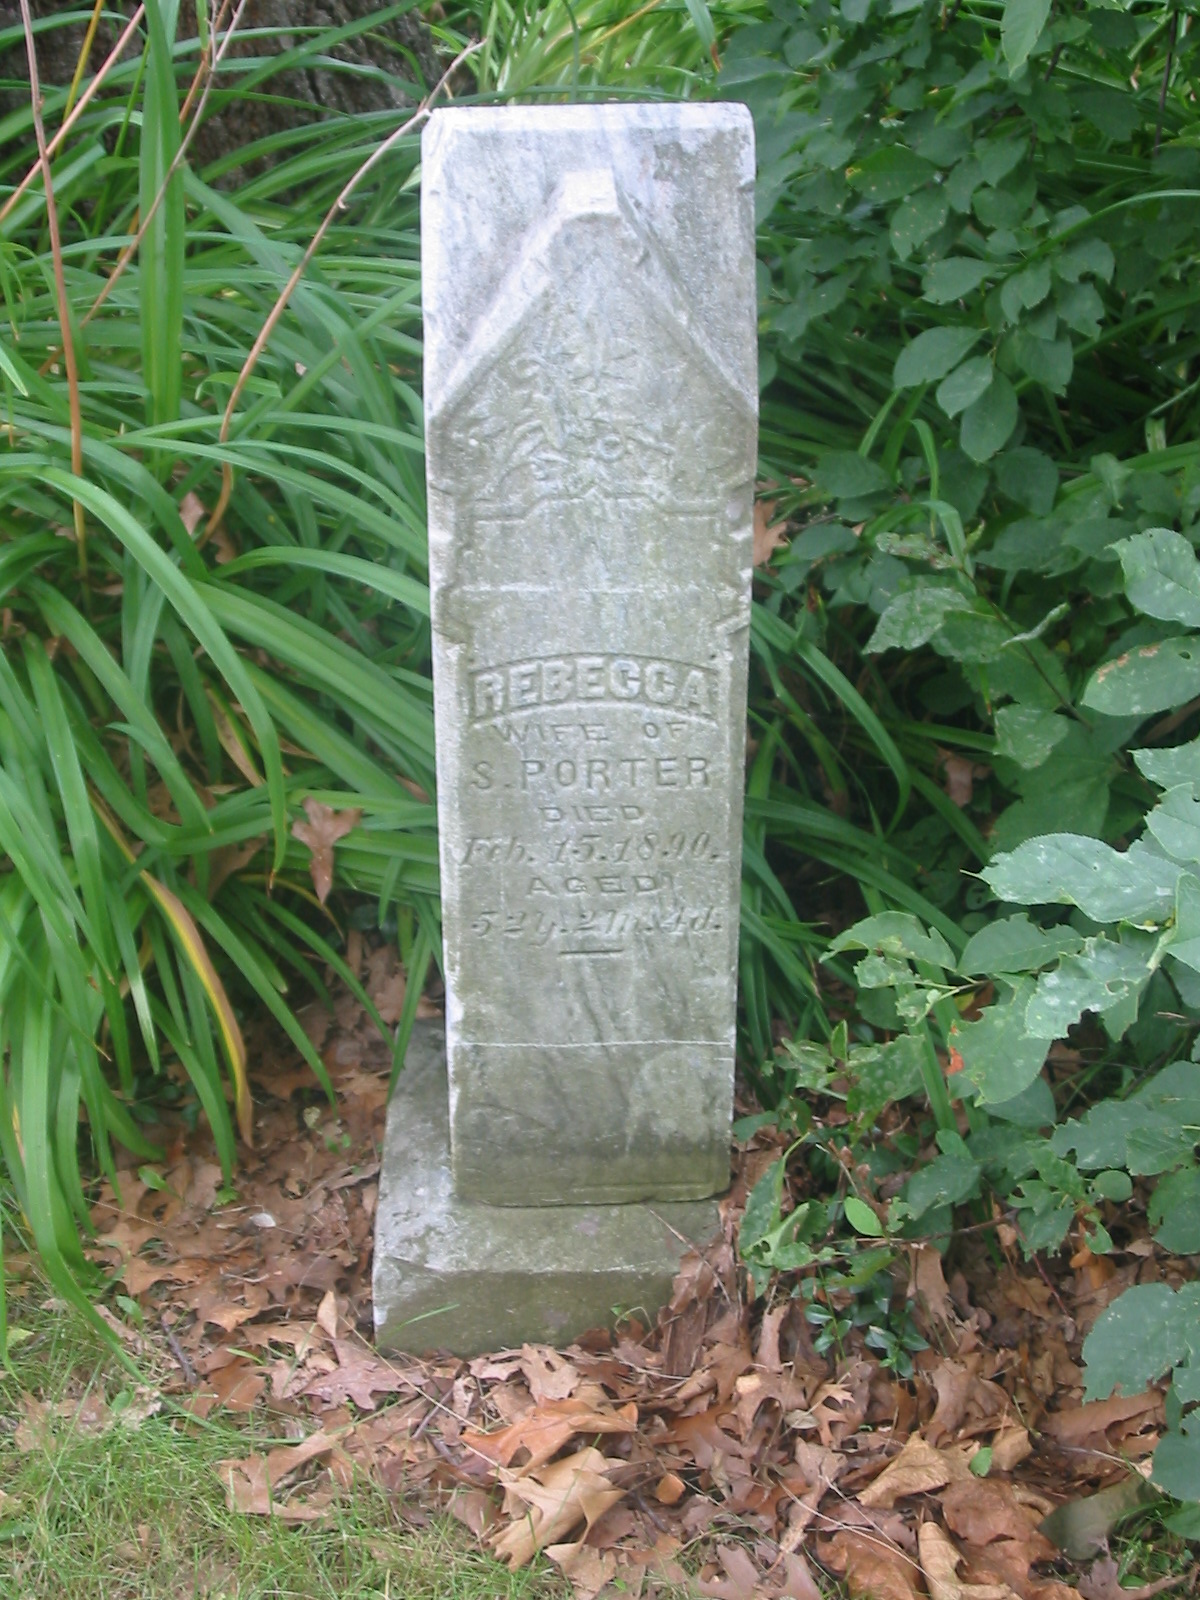 REBECCA
WIFE OF
S. PORTER
DIED
Feb. 15. 1890.
AGED
52y. 2m. 4d.